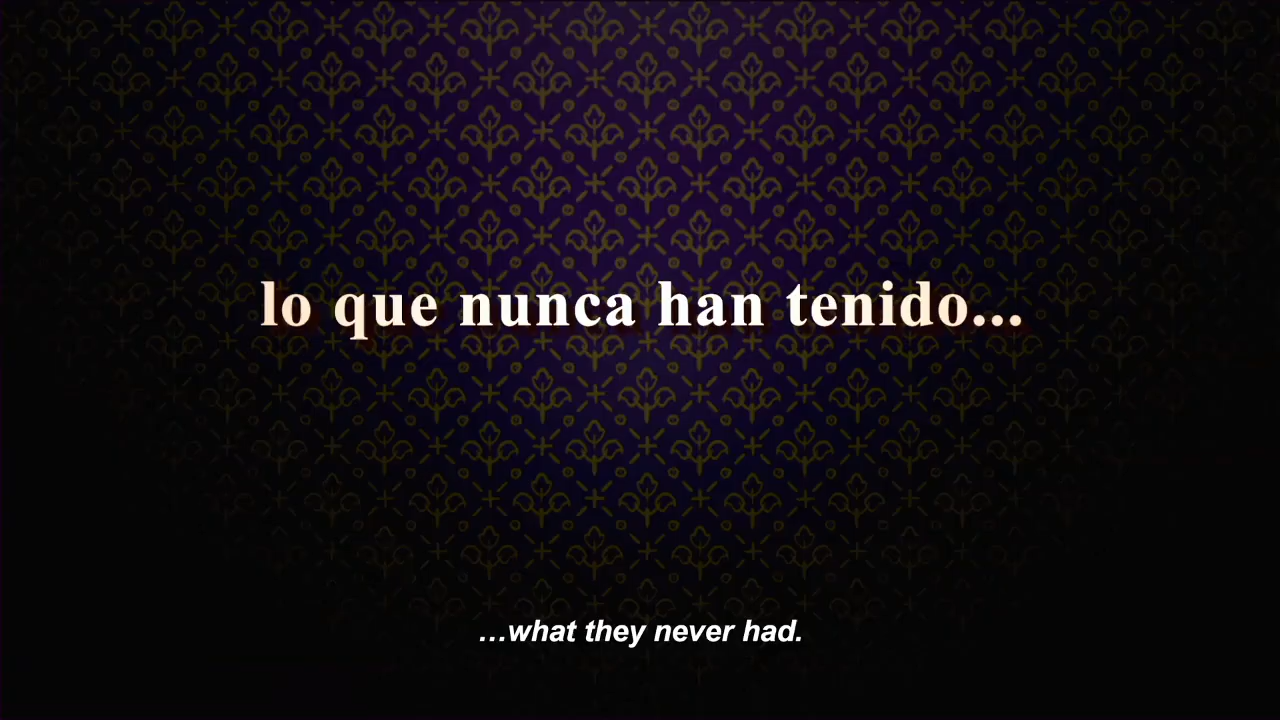 lo que nunca han tenido...
…what they never had.